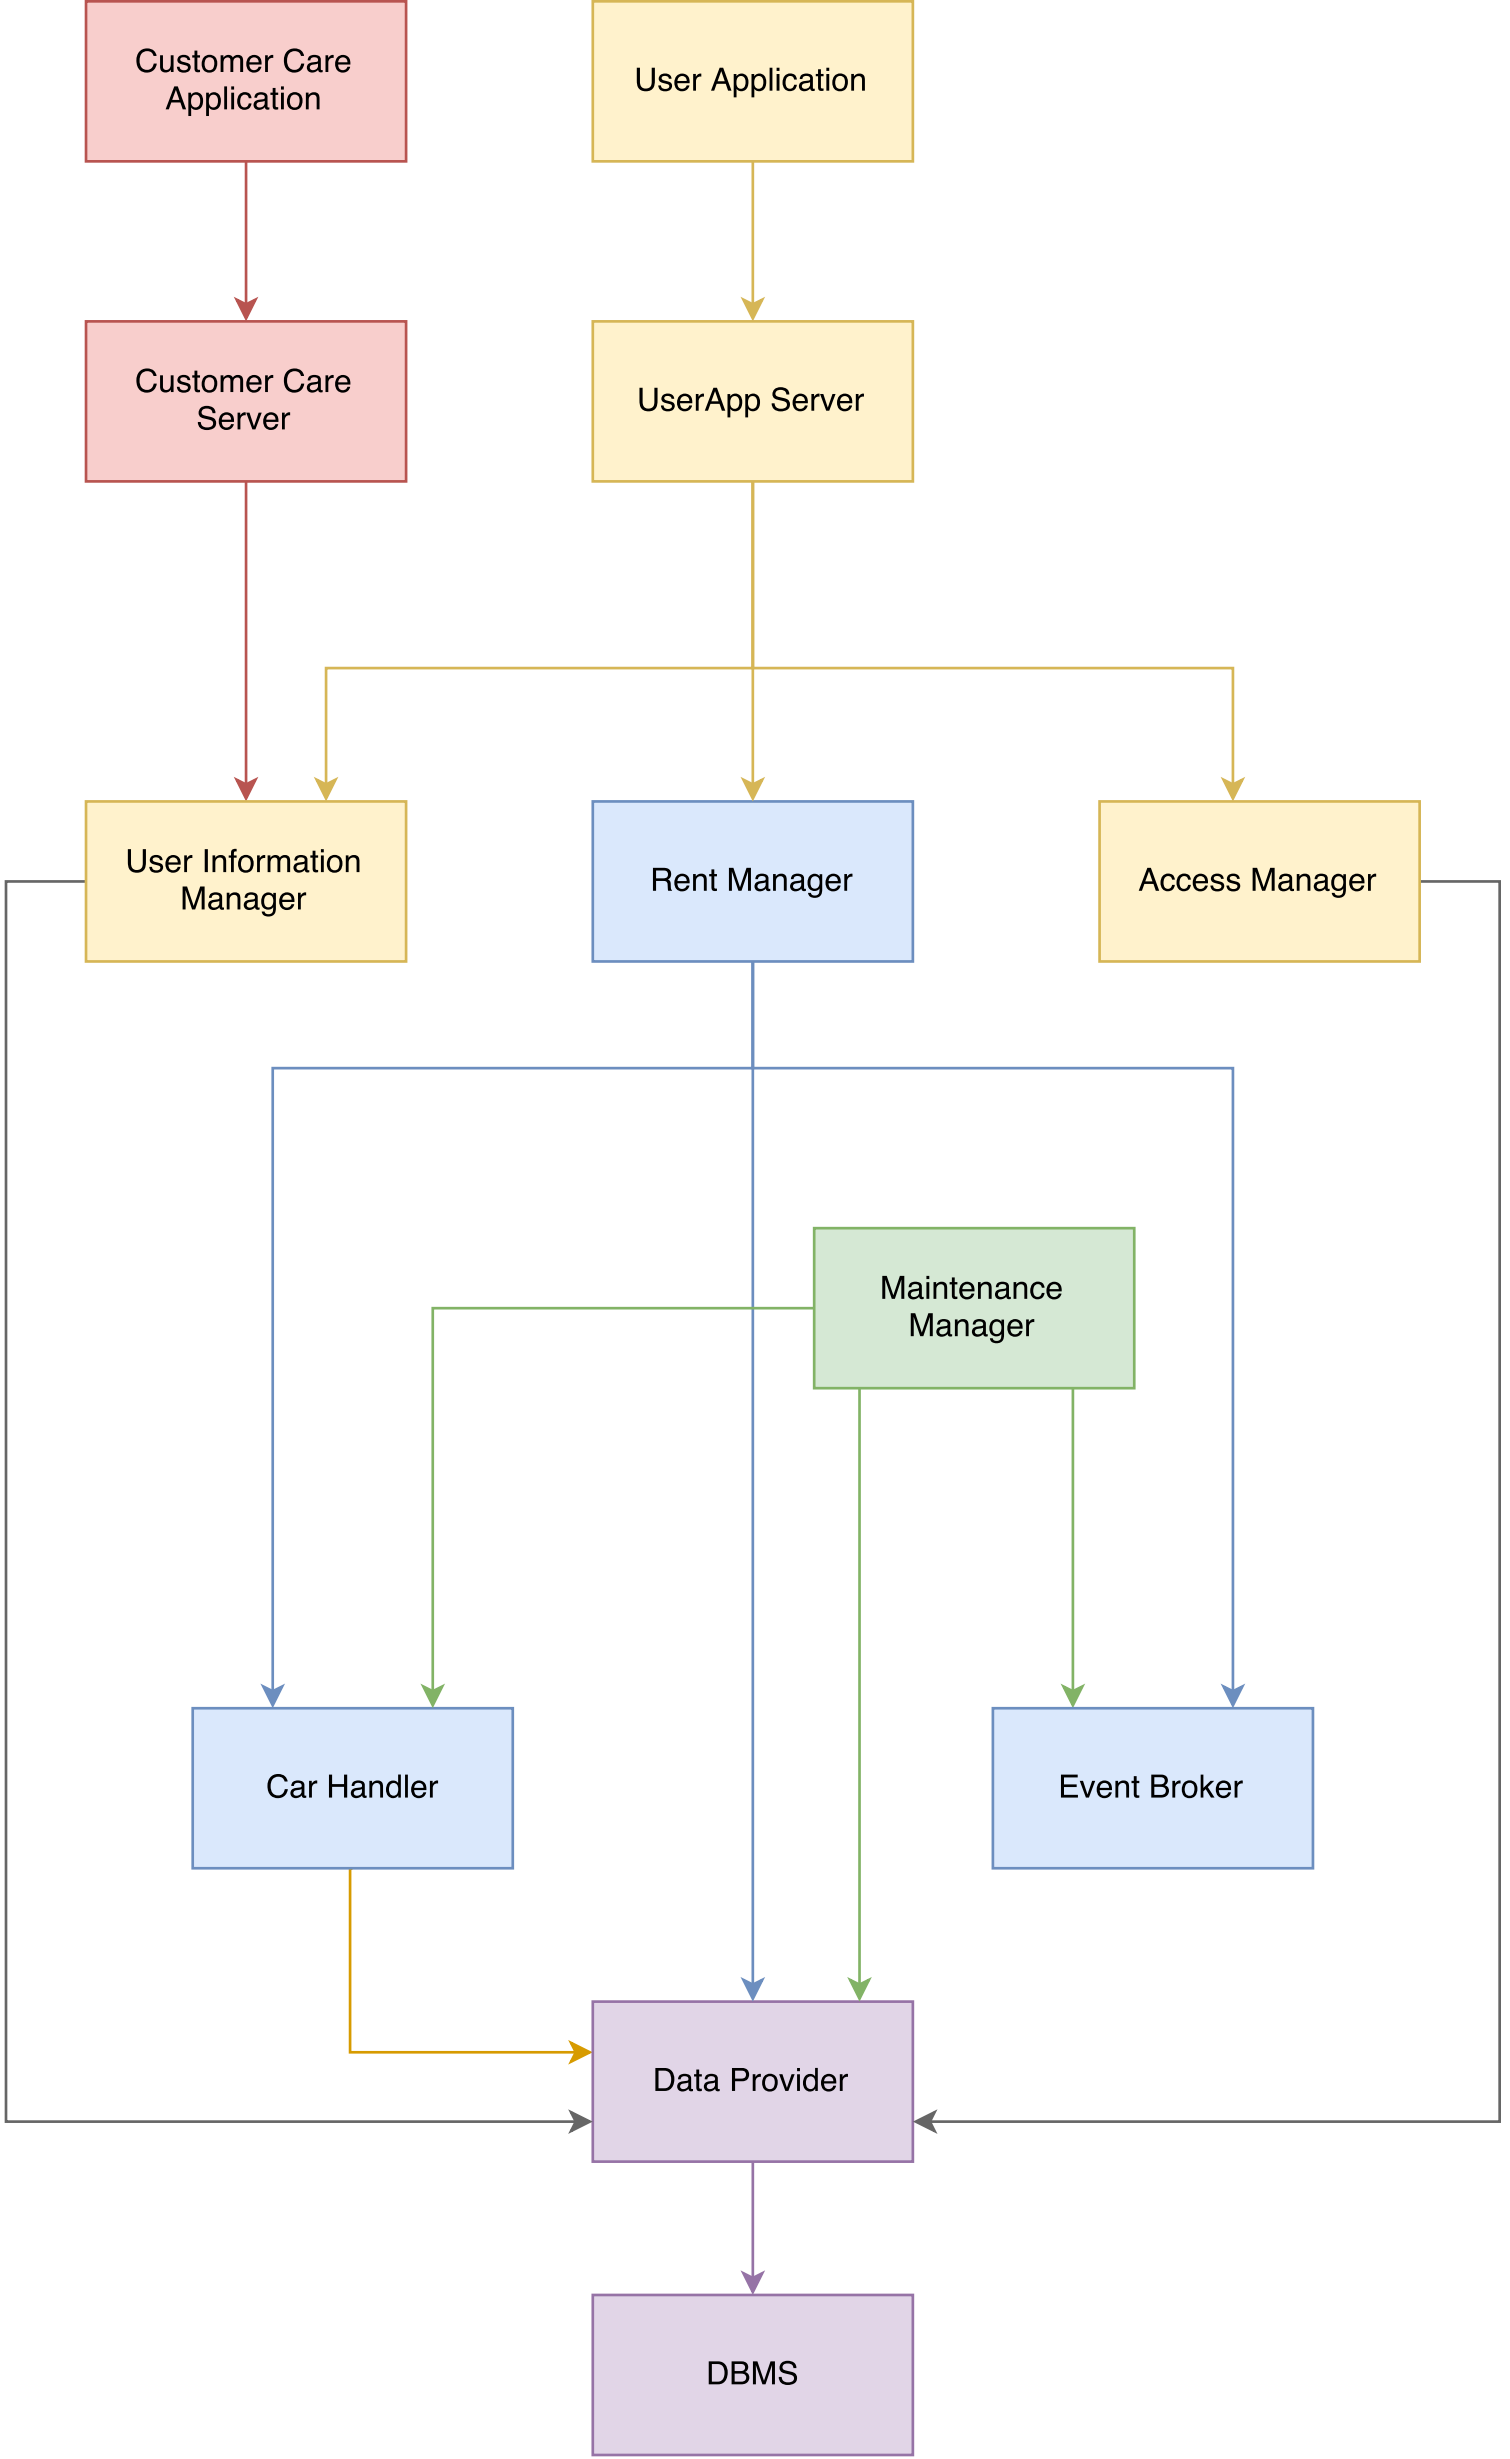 Customer Care
Application
User Application
Customer Care
Server
UserApp Server
User Information
Manager
Rent Manager
Access Manager
Maintenance
Manager
Car Handler
Event Broker
Data Provider
DBMS